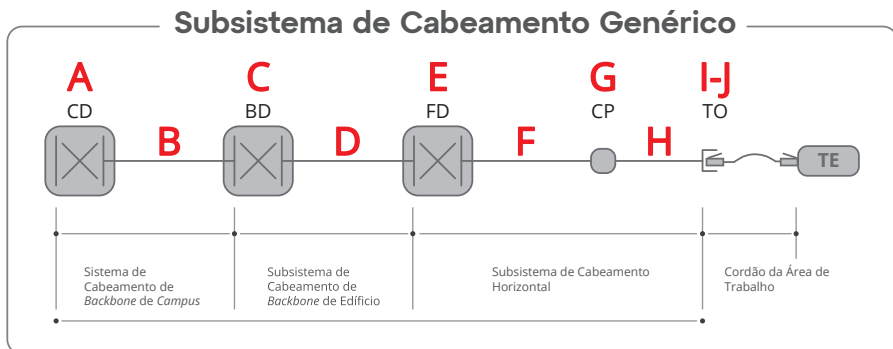 Subsistema de Cabeamento Genérico
A C E G I-J
CD BD FD CP TO
B D F H
TE
Sistema de
Cabeamento de
Backbone de Campus
Subsistema de
Cabeamento de
Backbone de Edíficio
Subsistema de Cabeamento
Horizontal
Cordão da Área de
Trabalho